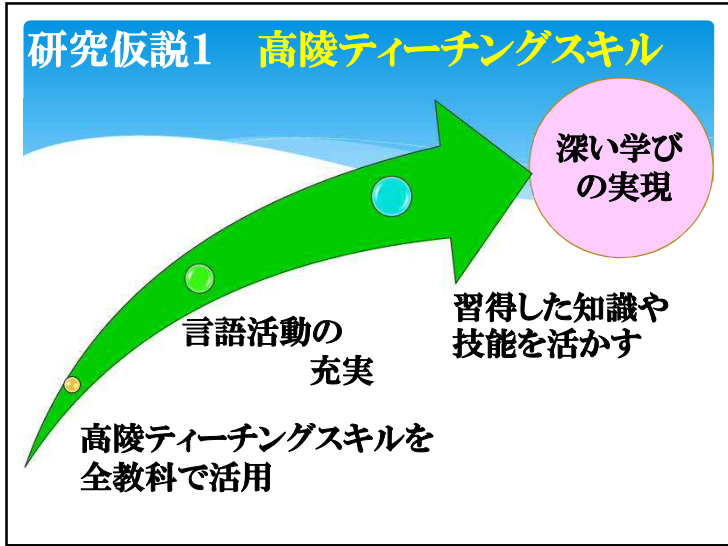 研究仮説1　高陵ティーチングスキル
深い学び
の実現
習得した知識や
技能を活かす
言語活動の
充実
高陵ティーチングスキルを
全教科で活用